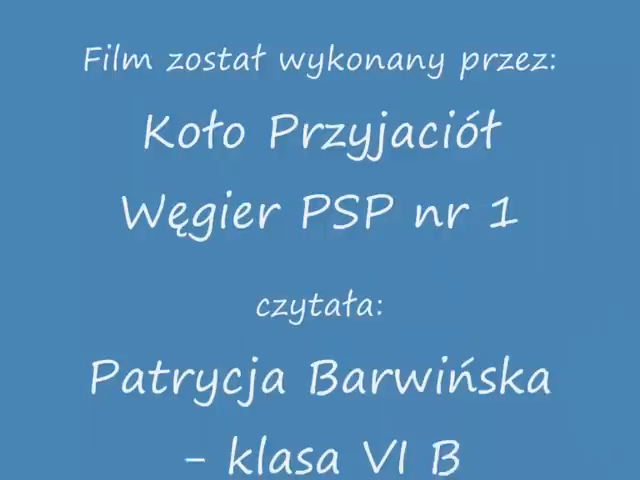 Film został wykonany przez:
Koło Przyjaciół
Węgier PSP nr 1
czytała:
Patrycja Barwińska
- klasa VI B